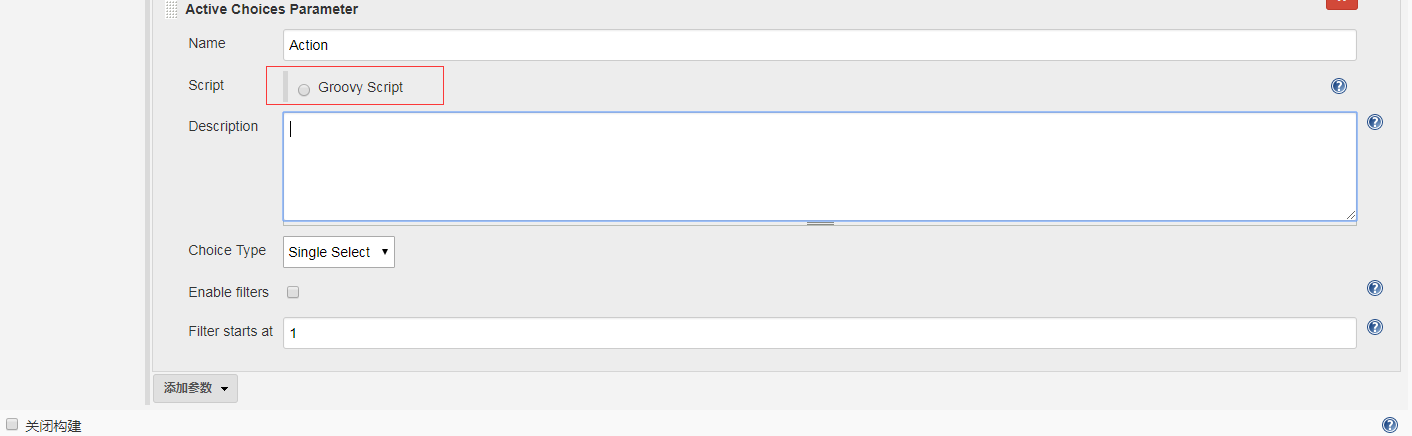 Active Choices Parameter
Name
Action
Script
Groovy Script
Description
Choice Type
Single Select
Enable filters
Filter starts at
1
添加参数
关闭构建